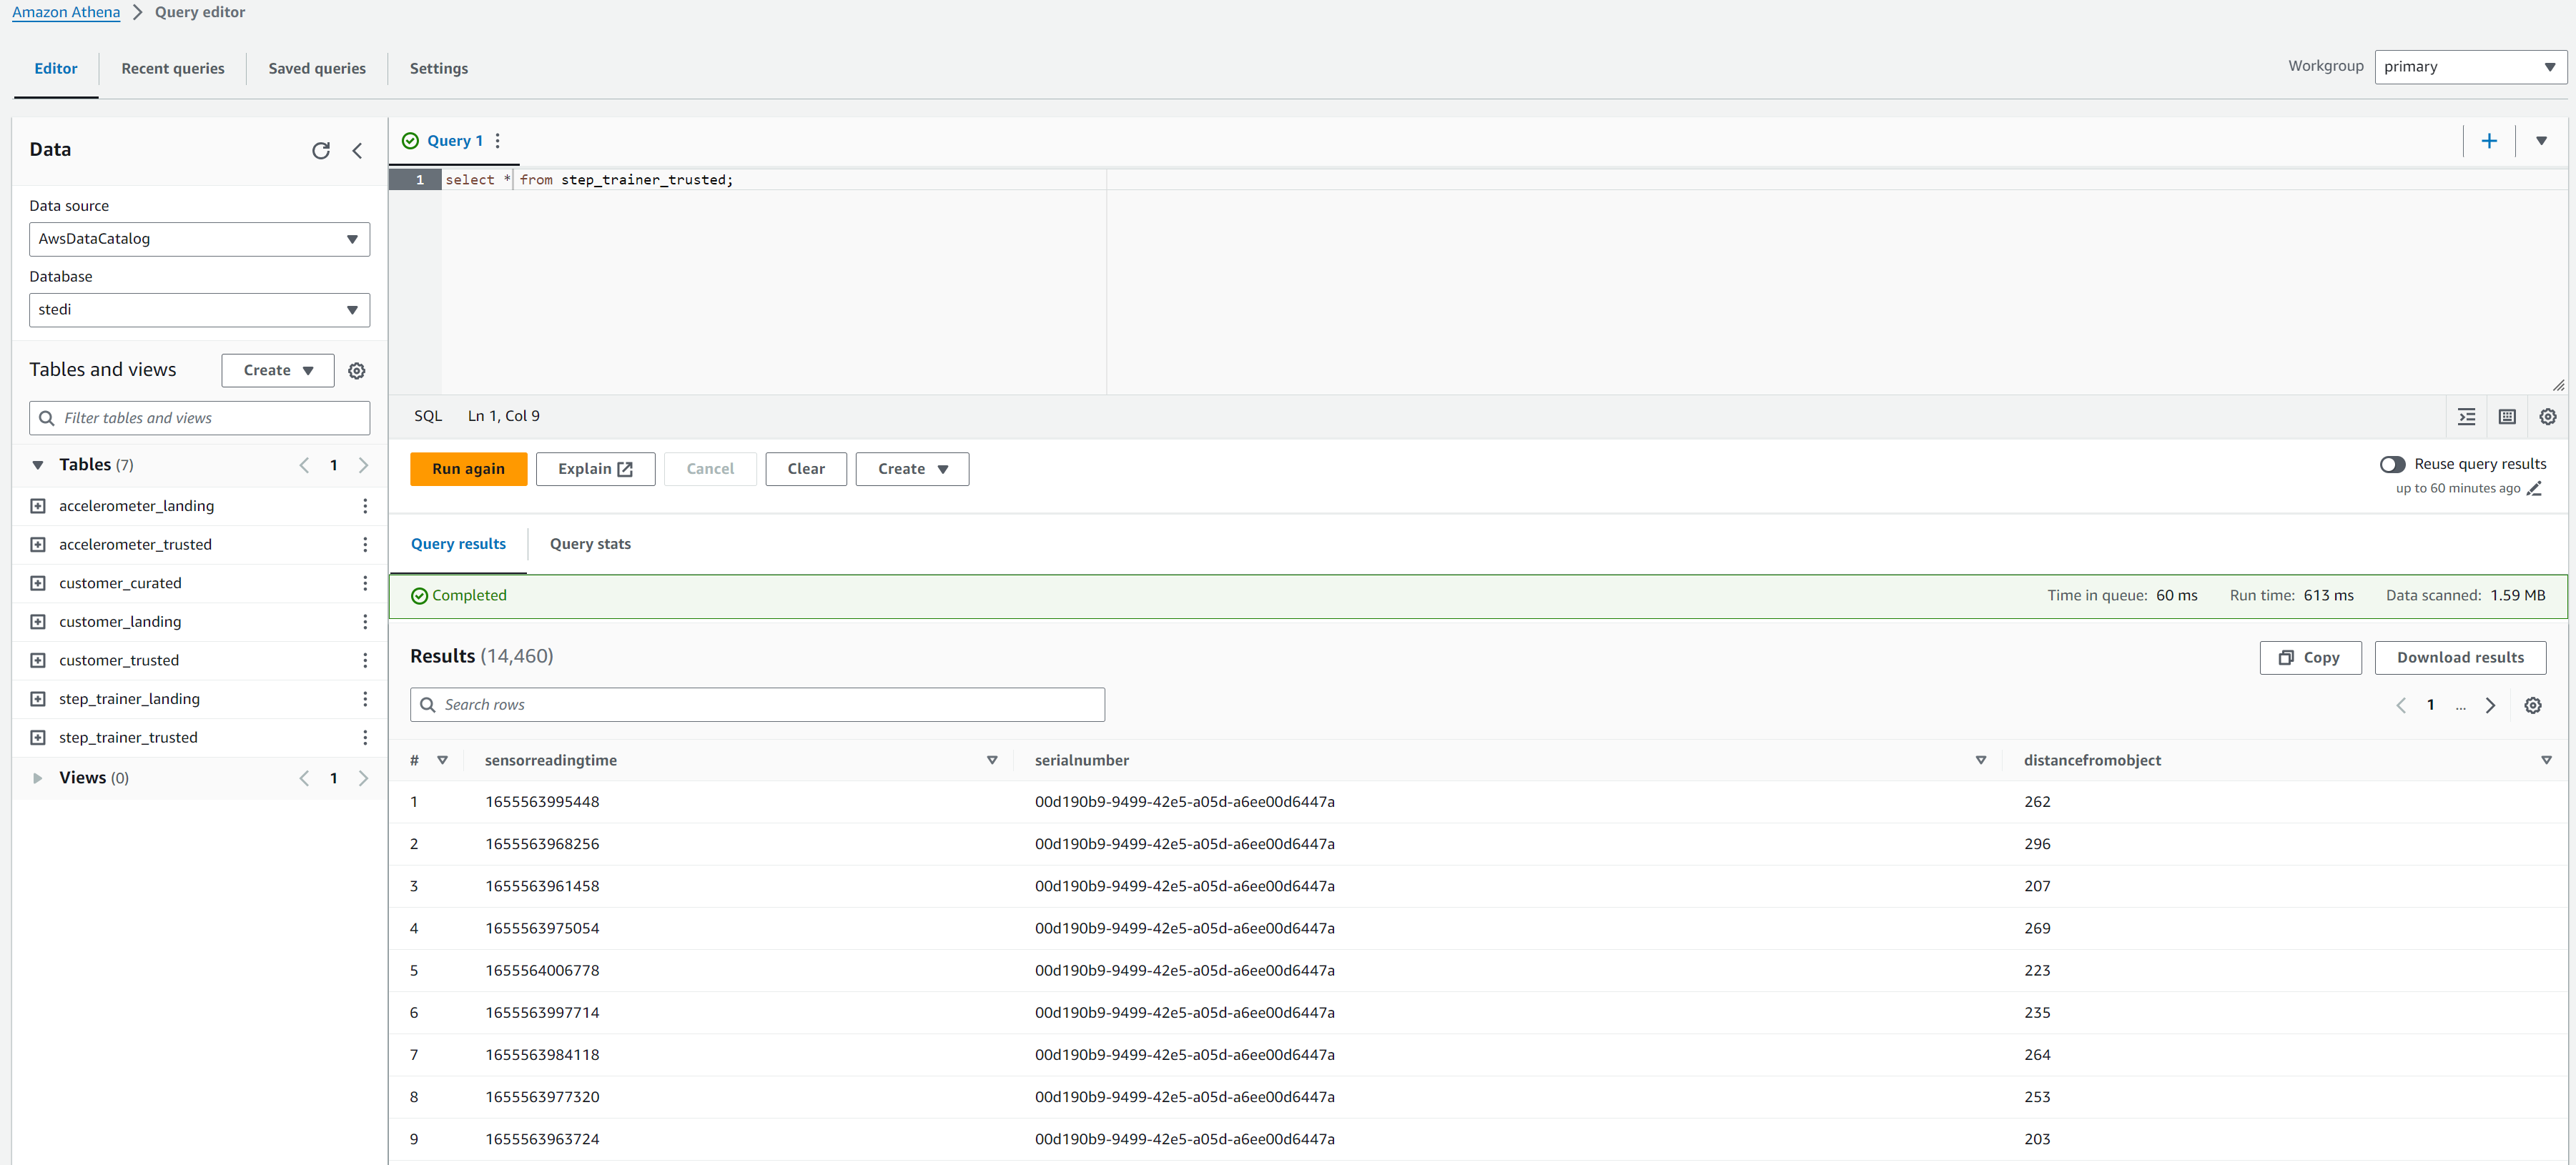 Amazon Athena > Query editor
Editor Recent queries Saved queries Settings
Workgroup primary
Data
Data source
AwsDataCatalog
Database
stedi
Tables and views Create
Filter tables and views
Tables (7) 1
accelerometer_landing
accelerometer_trusted
customer_curated
customer_landing
customer_trusted
step_trainer_landing
step_trainer_trusted
Views (0) 1
Query 1
1 select * from step_trainer_trusted;
SQL Ln 1, Col 9
Run again Explain Cancel Clear Create
Reuse query results
up to 60 minutes ago
Query results Query stats
Completed Time in queue: 60 ms Run time: 613 ms Data scanned: 1.59 MB
Results (14,460) Copy Download results
Search rows 1 ...
# sensorreadingtime serialnumber distancefromobject
1 1655563995448 00d190b9-9499-42e5-a05d-a6ee00d6447a 262
2 1655563968256 00d190b9-9499-42e5-a05d-a6ee00d6447a 296
3 1655563961458 00d190b9-9499-42e5-a05d-a6ee00d6447a 207
4 1655563975054 00d190b9-9499-42e5-a05d-a6ee00d6447a 269
5 1655564006778 00d190b9-9499-42e5-a05d-a6ee00d6447a 223
6 1655563997714 00d190b9-9499-42e5-a05d-a6ee00d6447a 235
7 1655563984118 00d190b9-9499-42e5-a05d-a6ee00d6447a 264
8 1655563977320 00d190b9-9499-42e5-a05d-a6ee00d6447a 253
9 1655563963724 00d190b9-9499-42e5-a05d-a6ee00d6447a 203